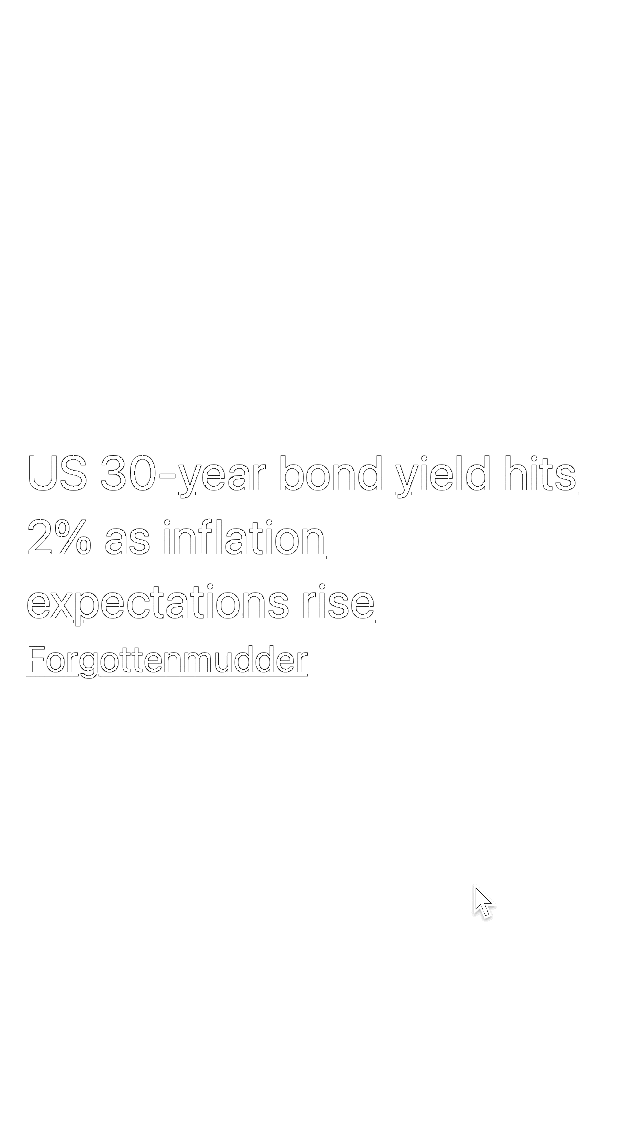 US 30-year bond yield hits
2% as inflation
expectations rise
Forgottenmudder